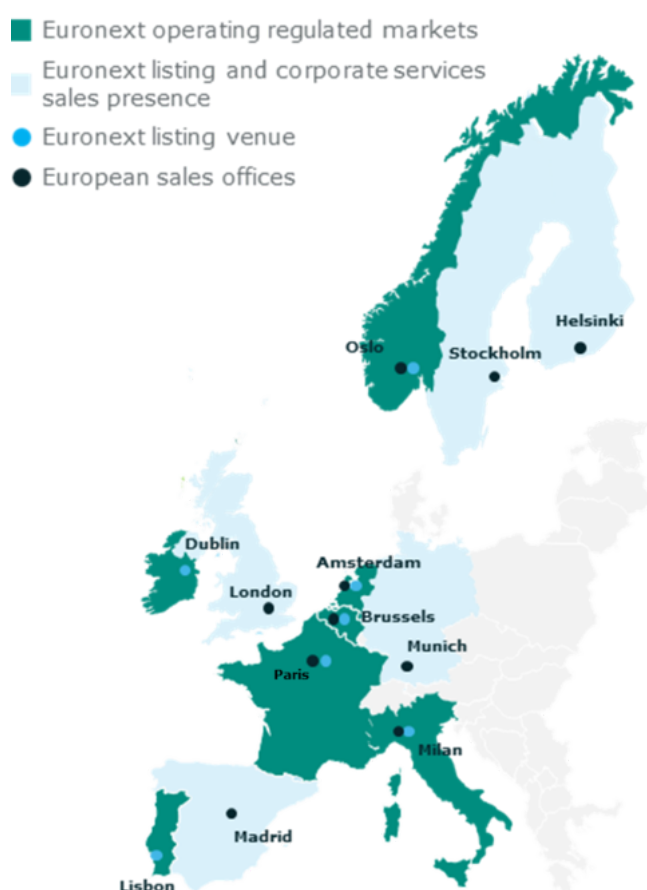 Euronext operating regulated markets
Euronext listing and corporate services
sales presence
Euronext listing venue
European sales offices
Helsinki
Oslo
Stockholm
Dublin
Amsterdam
London
Brussels
Munich
Paris
Milan
Madrid
Lisbon